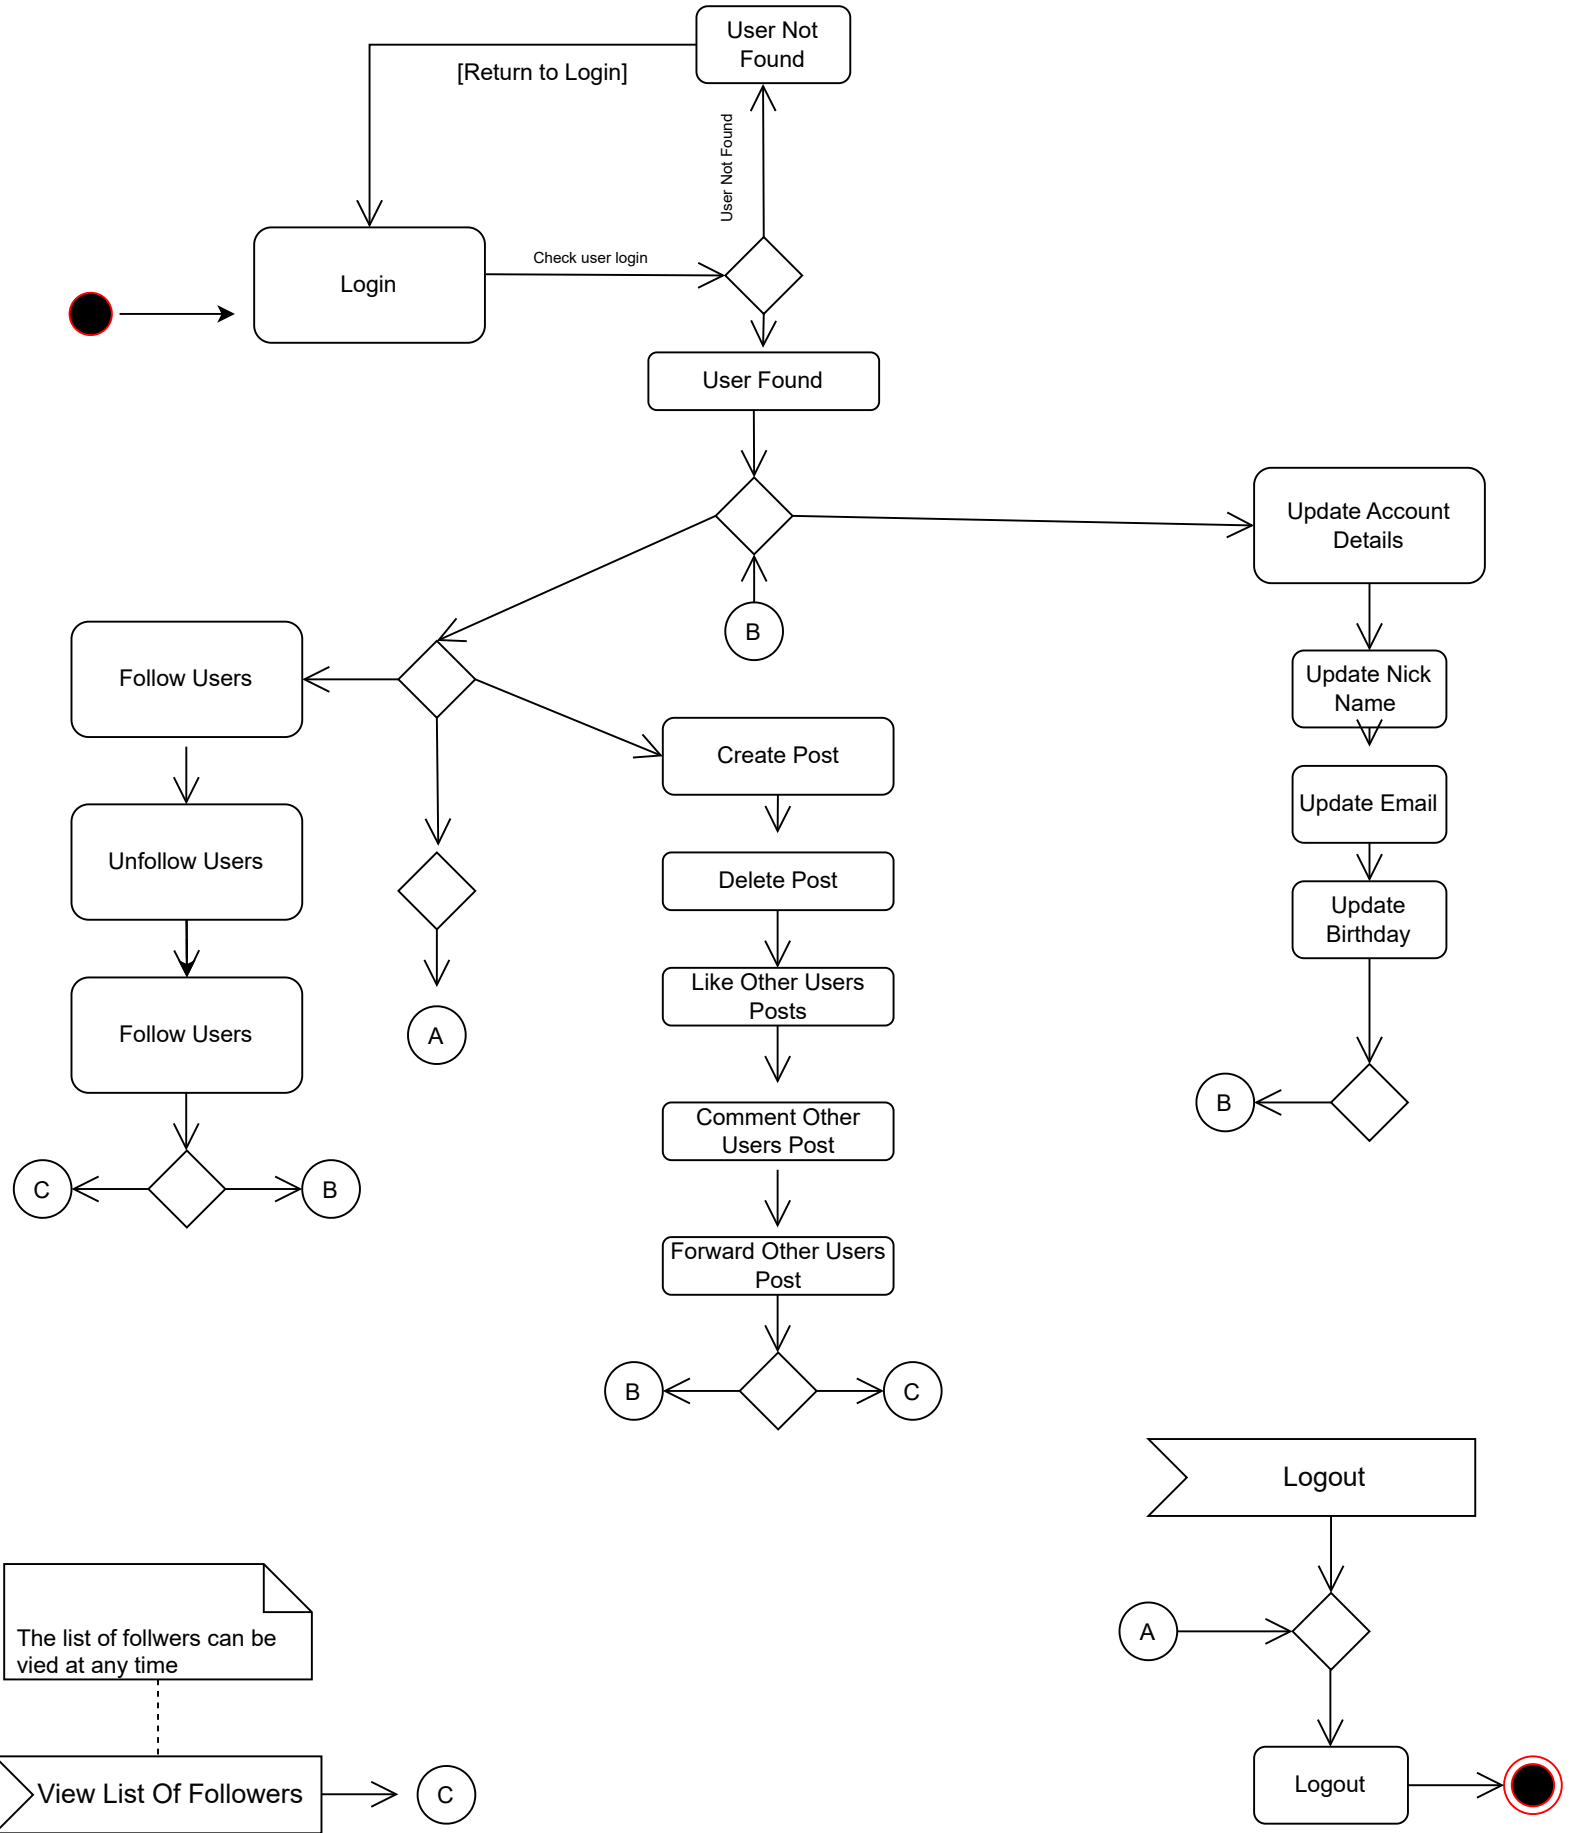 User Not
Found
[Return to Login]
User Not Found
Check user login
Login
User Found
Update Account
Details
B
Follow Users
Update Nick
Name
Create Post
Update Email
Unfollow Users
Delete Post
Update
Birthday
Like Other Users
Posts
Follow Users
A
B
Comment Other
Users Post
C
B
Forward Other Users
Post
B
C
Logout
The list of follwers can be
vied at any time
A
Logout
View List Of Followers
C